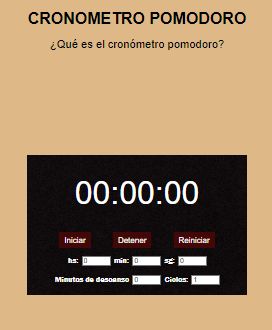 CRONOMETRO POMODORO
¿Qué es el cronómetro pomodoro?
00:00:00
Iniciar Detener Reiniciar
hs: 0 min: 0 sg: 0
Minutos de descanso 0 Ciclos: 1